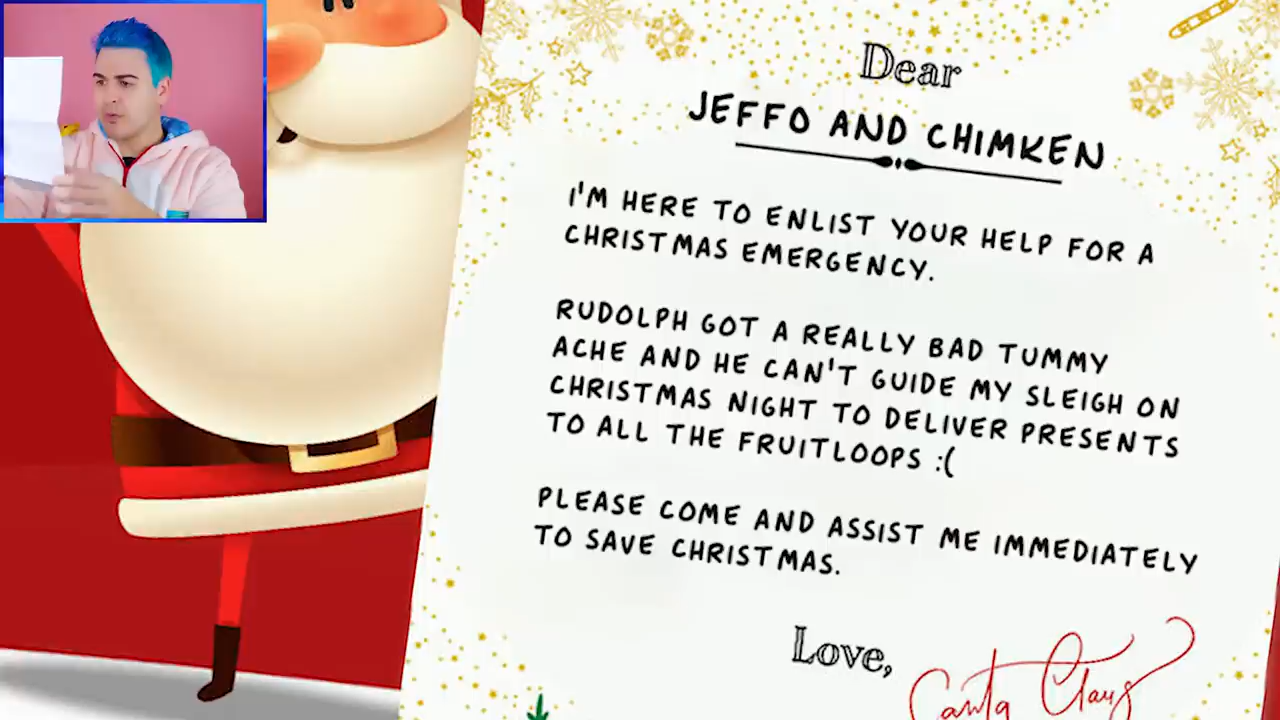 Dear
JEFFO AND CHIMKEN
I'M HERE TO ENLIST YOUR HELP FOR A
CHRISTMAS EMERGENCY.
RUDOLPH GOT A REALLY BAD TUMMY
ACHE AND HE CAN'T GUIDE MY SLEIGH ON
CHRISTMAS NIGHT TO DELIVER PRESENTS
TO ALL THE FRUITLOOPS :(
PLEASE COME AND ASSIST ME IMMEDIATELY
TO SAVE CHRISTMAS.
Love,
Santa Claus